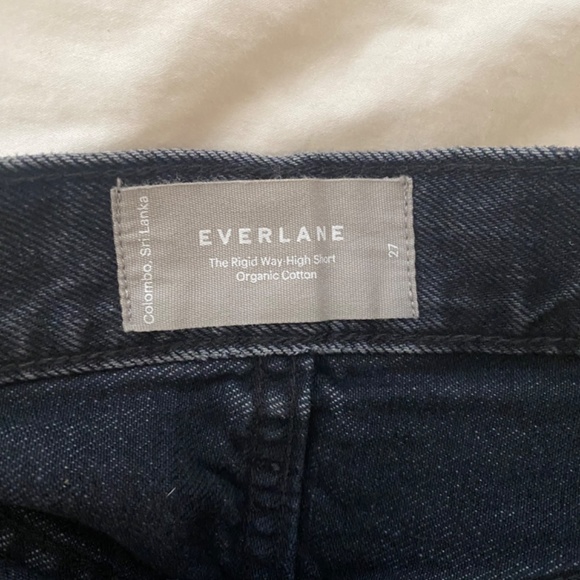 Colombo, Sri Lanka
EVERLANE
The Rigid Way-High Short
Organic Cotton
27